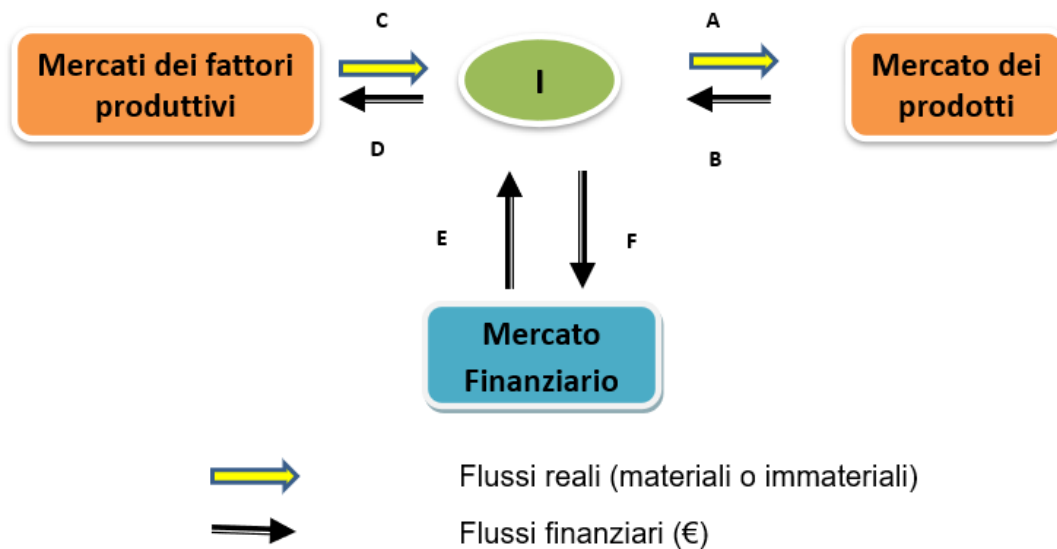 C
A
Mercati dei fattori
produttivi
I
Mercato dei
prodotti
D
B
E
F
Mercato
Finanziario
Flussi reali (materiali o immateriali)
Flussi finanziari (€)